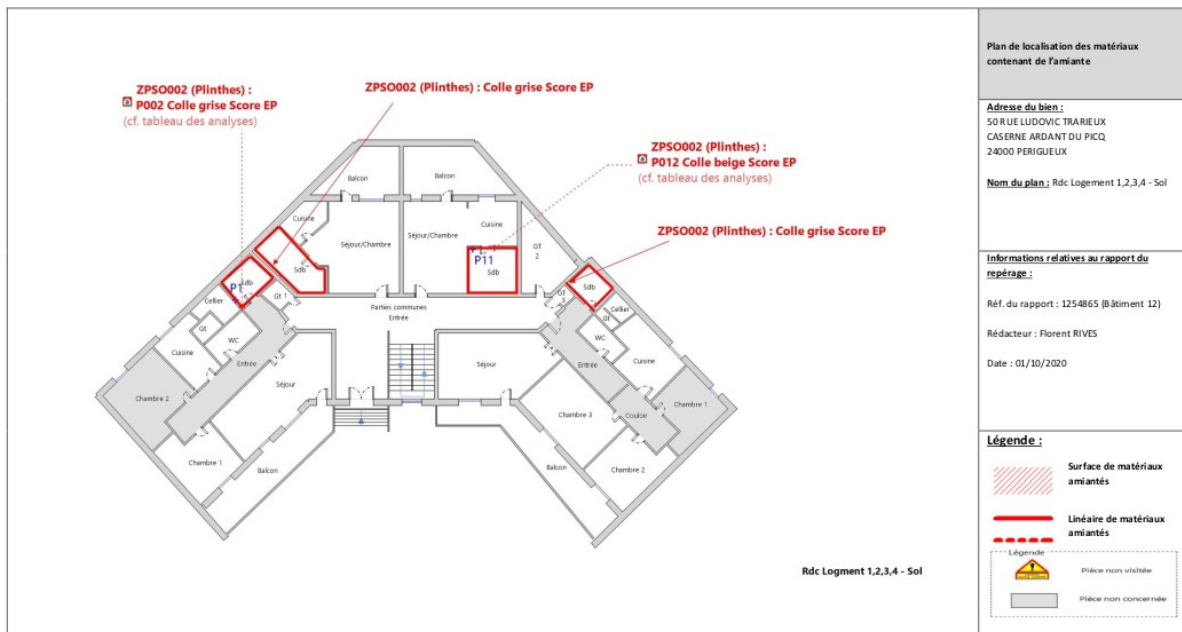 ZPSO002 (Plinthes) :
P002 Colle grise Score EP
(cf. tableau des analyses)
ZPSO002 (Plinthes) : Colle grise Score EP
ZPSO002 (Plinthes) :
P012 Colle beige Score EP
(cf. tableau des analyses)
ZPSO002 (Plinthes) : Colle grise Score EP
Balcon
Balcon
Cuisine
Cuisine
Séjour/Chambre
Séjour/Chambre
GT
2
P11
Sdb
Sdb
Sdb
P1
Sdb
Cellier
Gt 1
GT
3
Cellier
Gt
Gt
Parties communes
Entrée
WC
WC
Cuisine
Cuisine
Entrée
Entrée
Séjour
Séjour
Chambre 2
Chambre 1
Chambre 3
Couloir
Chambre 1
Chambre 2
Balcon
Balcon
Rdc Logment 1,2,3,4 - Sol
Plan de localisation des matériaux
contenant de l'amiante
Adresse du bien :
50 RUE LUDOVIC TRARIEUX
CASERNE ARDANT DU PICQ
24000 PERIGUEUX
Nom du plan : Rdc Logement 1,2,3,4 - Sol
Informations relatives au rapport du
repérage :
Réf. du rapport : 1254865 (Bâtiment 12)
Rédacteur : Florent RIVES
Date : 01/10/2020
Légende :
Surface de matériaux
amiantés
Linéaire de matériaux
amiantés
Légende
Pièce non visitée
Pièce non concernée